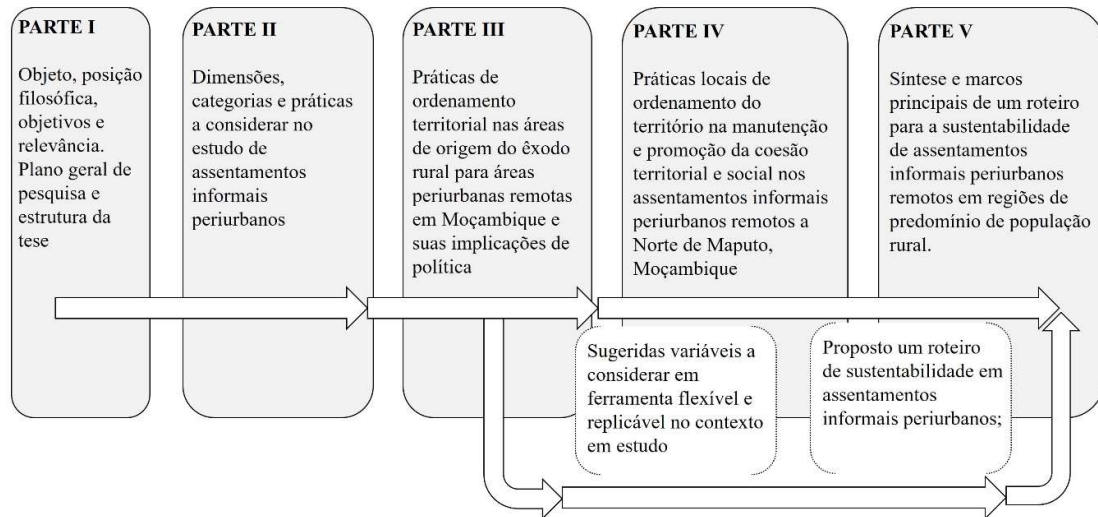 PARTE I
Objeto, posição
filosófica,
objetivos e
relevância.
Plano geral de
pesquisa e
estrutura da
tese
PARTE II
Dimensões,
categorias e práticas
a considerar no
estudo de
assentamentos
informais
periurbanos
PARTE III
Práticas de
ordenamento
territorial nas áreas
de origem do êxodo
rural para áreas
periurbanas remotas
em Moçambique e
suas implicações de
política
PARTE IV
Práticas locais de
ordenamento do
território na manutenção
e promoção da coesão
territorial e social nos
assentamentos informais
periurbanos remotos a
Norte de Maputo,
Moçambique
PARTE V
Síntese e marcos
principais de um roteiro
para a sustentabilidade
de assentamentos
informais periurbanos
remotos em regiões de
predomínio de população
rural.
Sugeridas variáveis a
considerar em
ferramenta flexível e
replicável no contexto
em estudo
Proposto um roteiro
de sustentabilidade em
assentamentos
informais periurbanos;